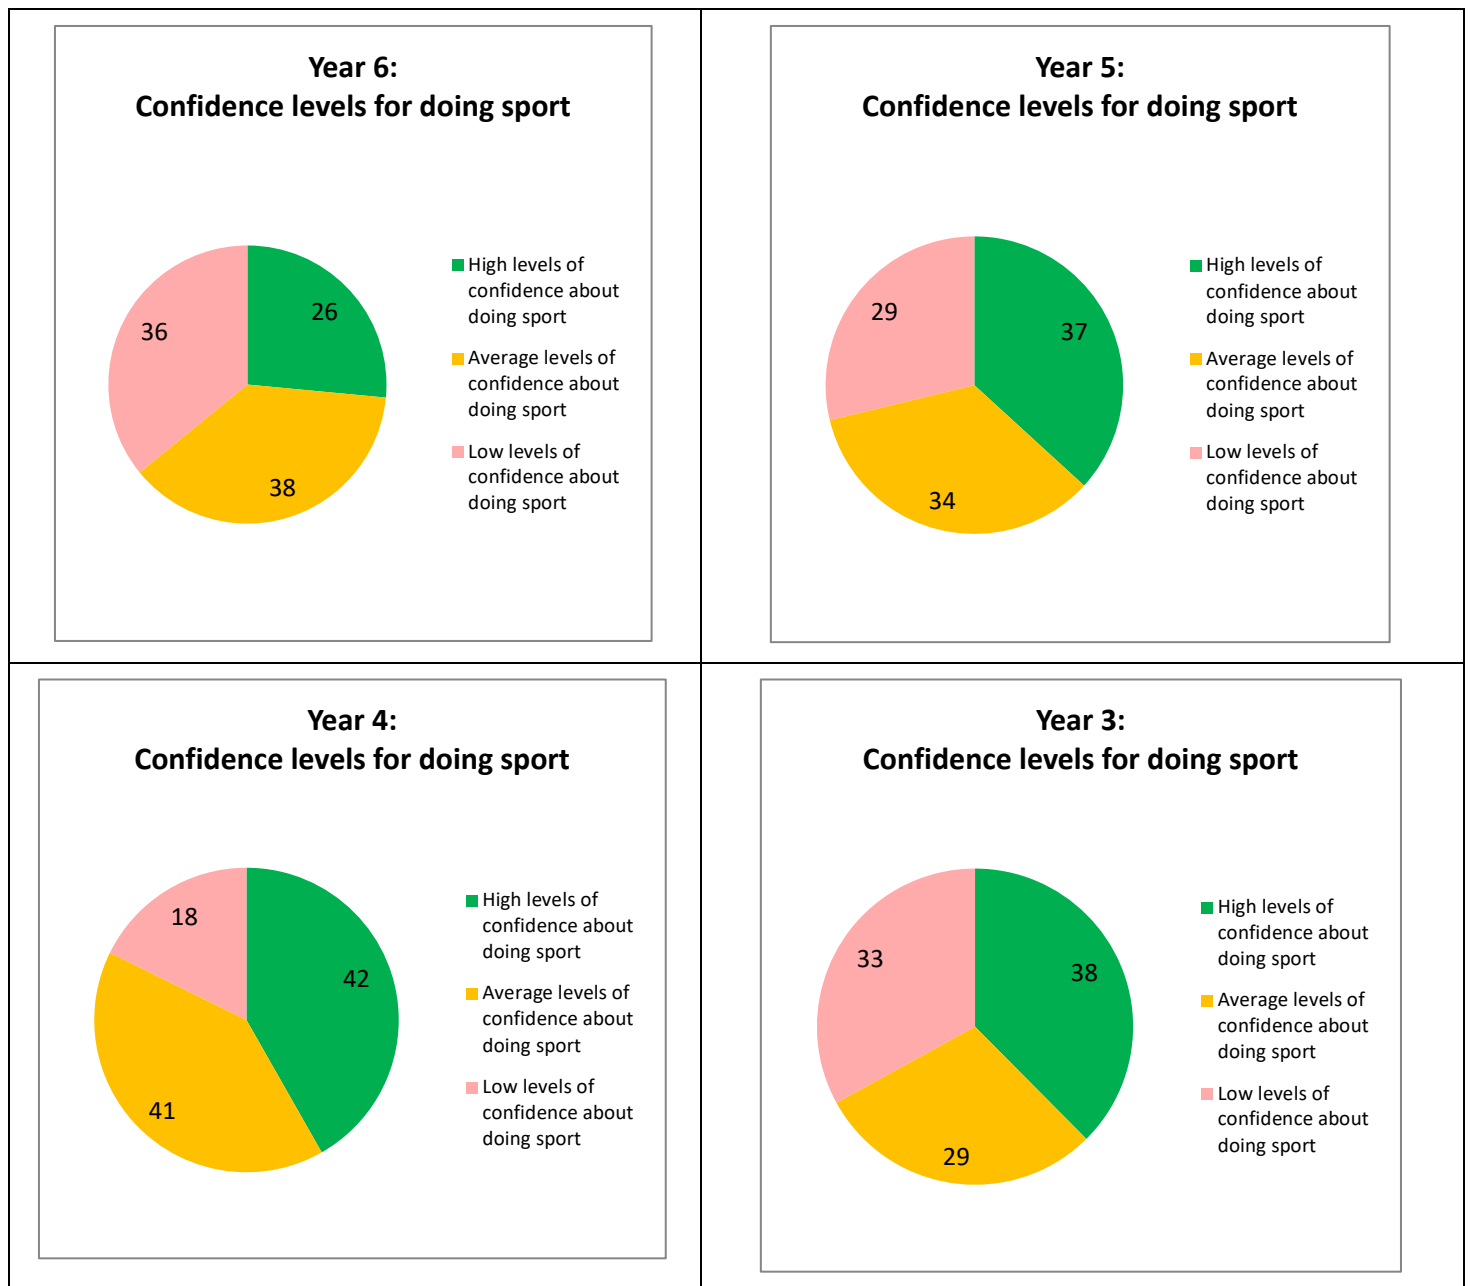 Year 6:
Confidence levels for doing sport
26
36
38
High levels of
confidence about
doing sport
Average levels of
confidence about
doing sport
Low levels of
confidence about
doing sport
Year 5:
Confidence levels for doing sport
29
37
34
High levels of
confidence about
doing sport
Average levels of
confidence about
doing sport
Low levels of
confidence about
doing sport
Year 4:
Confidence levels for doing sport
18
42
41
High levels of
confidence about
doing sport
Average levels of
confidence about
doing sport
Low levels of
confidence about
doing sport
Year 3:
Confidence levels for doing sport
33
38
29
High levels of
confidence about
doing sport
Average levels of
confidence about
doing sport
Low levels of
confidence about
doing sport